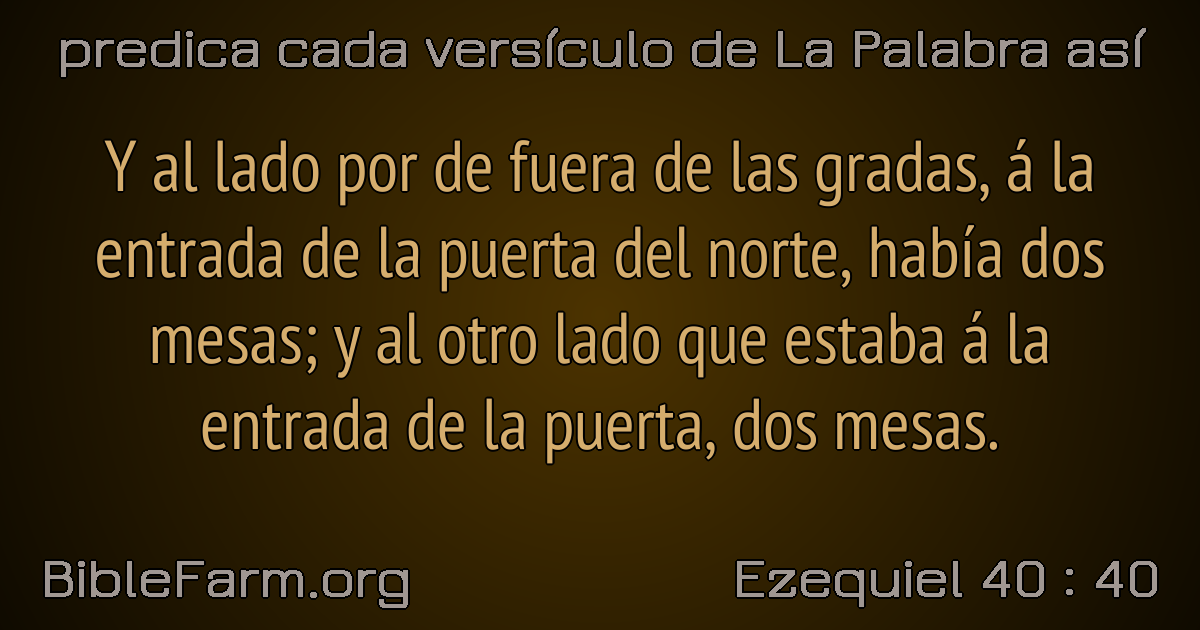 predica cada versículo de La Palabra así
Y al lado por de fuera de las gradas, á la
entrada de la puerta del norte, había dos
mesas; y al otro lado que estaba á la
entrada de la puerta, dos mesas.
BibleFarm.org
Ezequiel 40 : 40